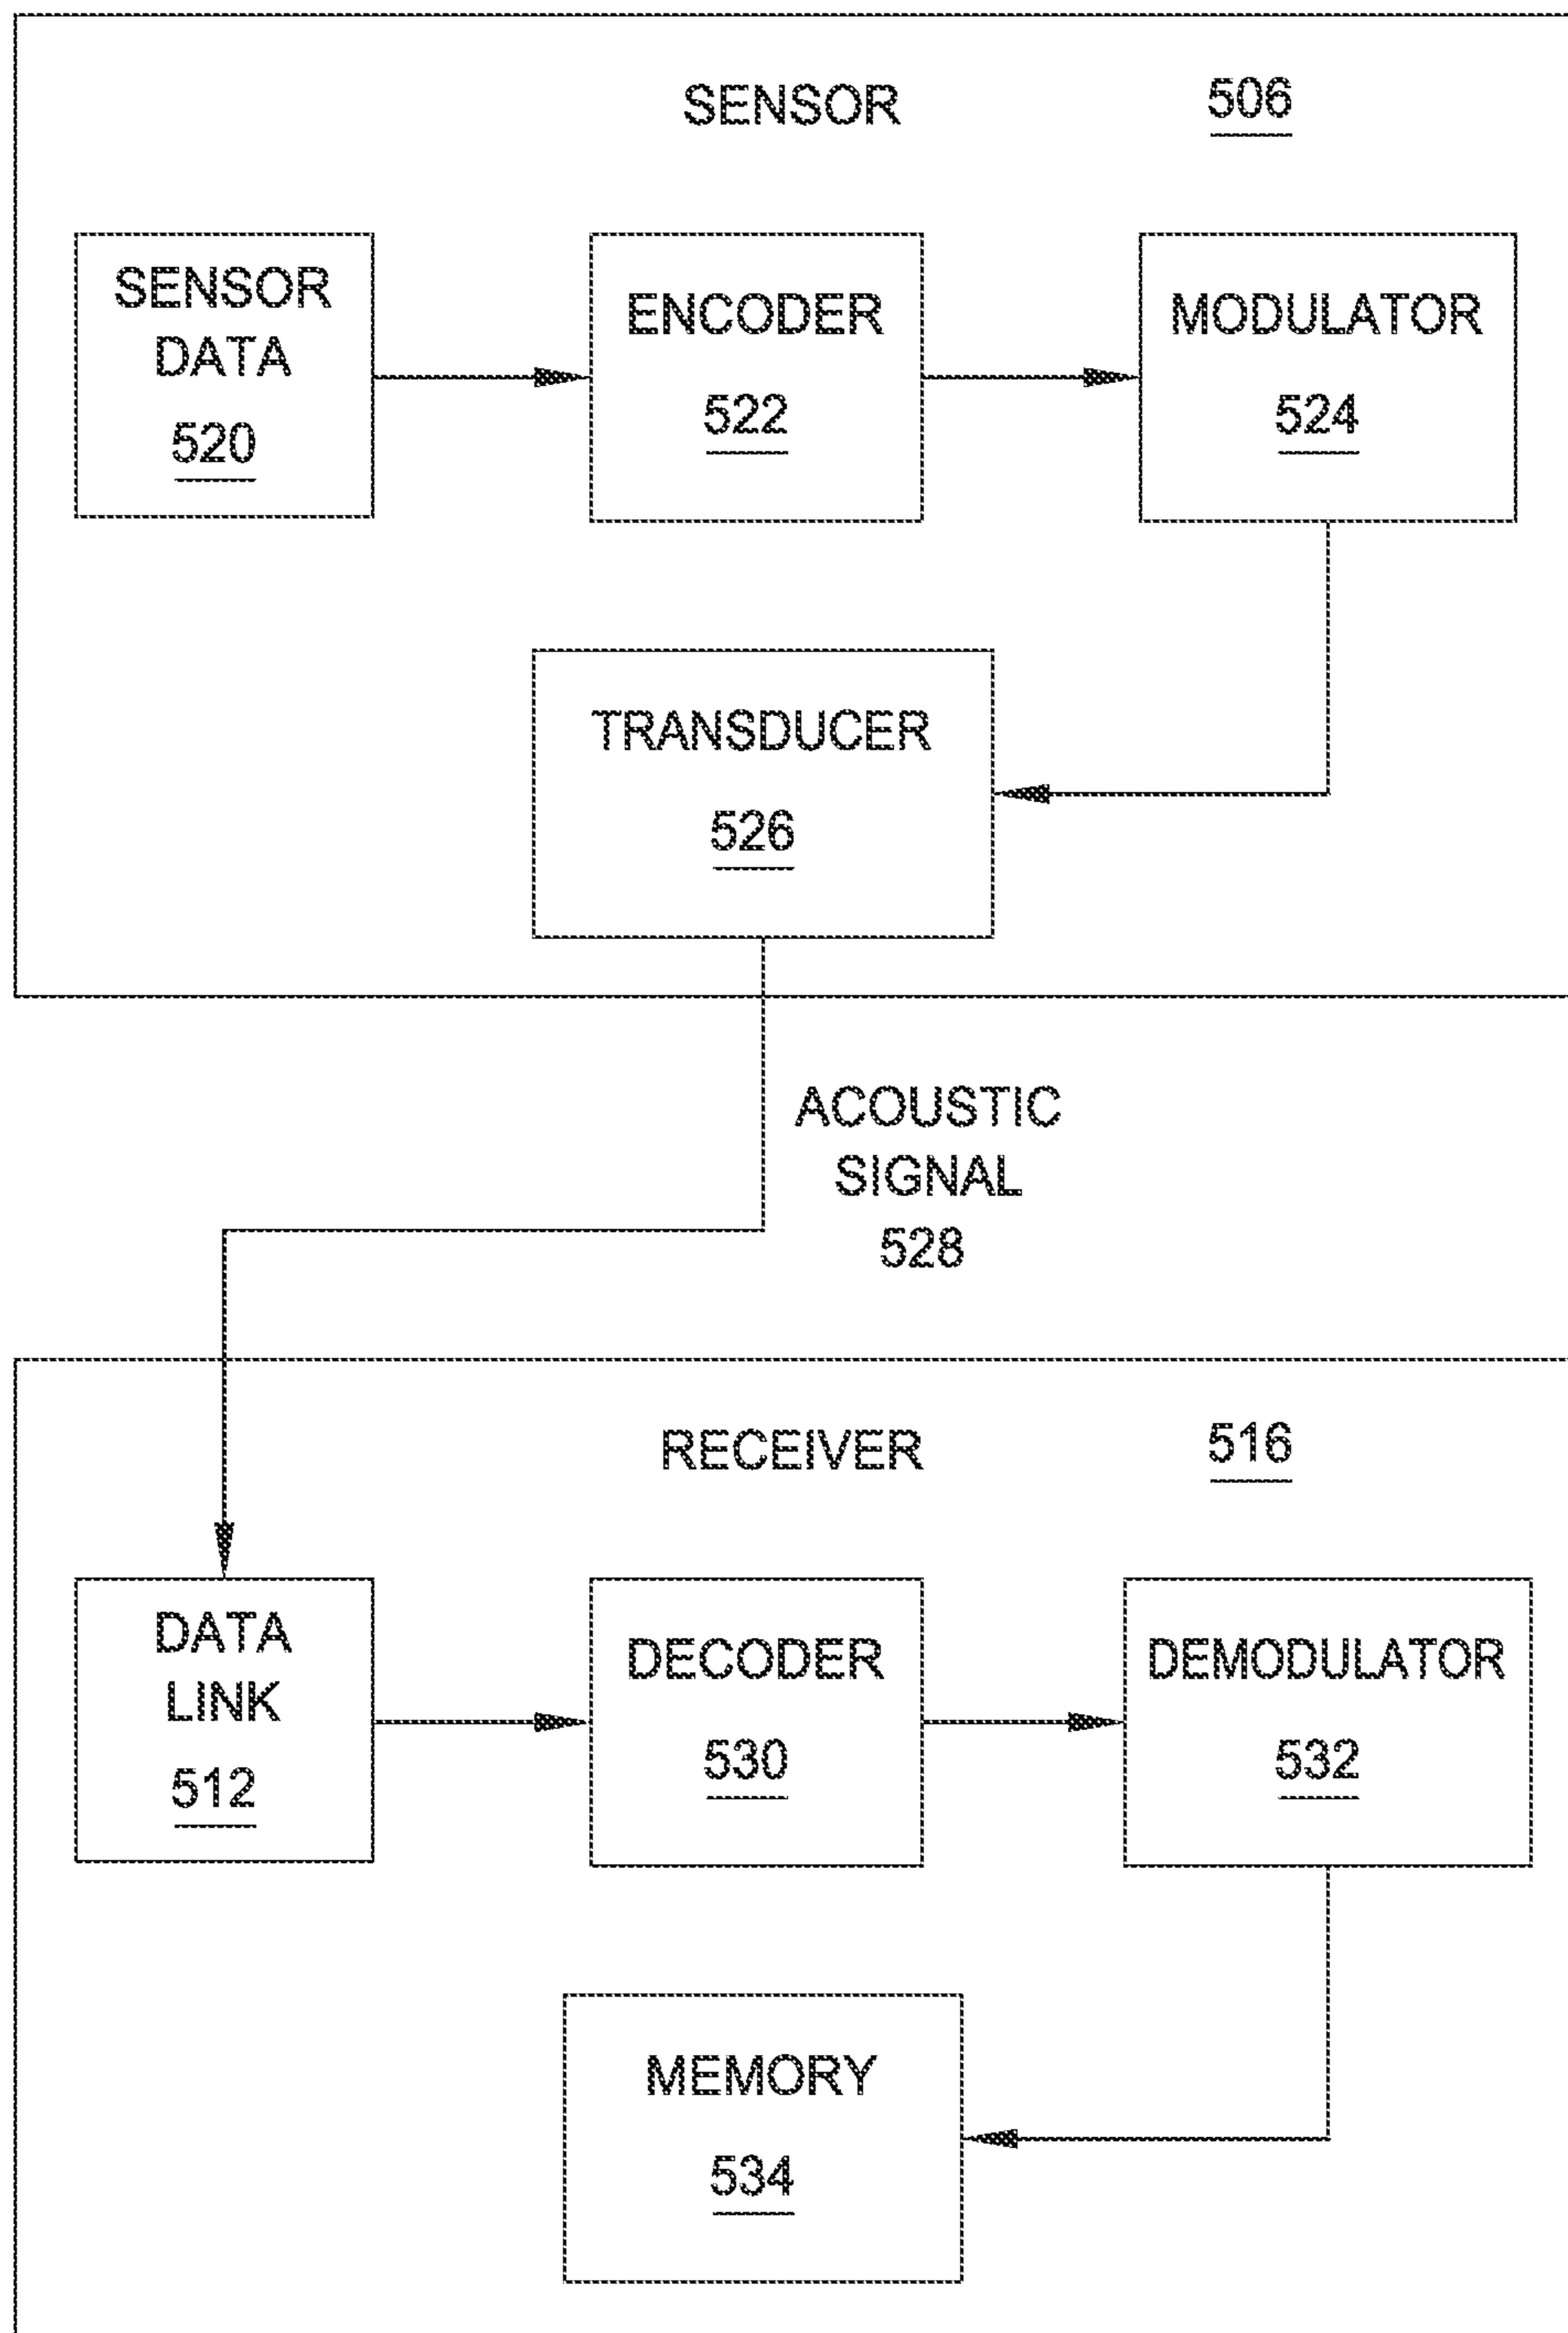 SENSOR 506
SENSOR
DATA
520
ENCODER
522
MODULATOR
524
TRANSDUCER
526
ACOUSTIC
SIGNAL
528
RECEIVER 516
DATA
LINK
512
DECODER
530
DEMODULATOR
532
MEMORY
534